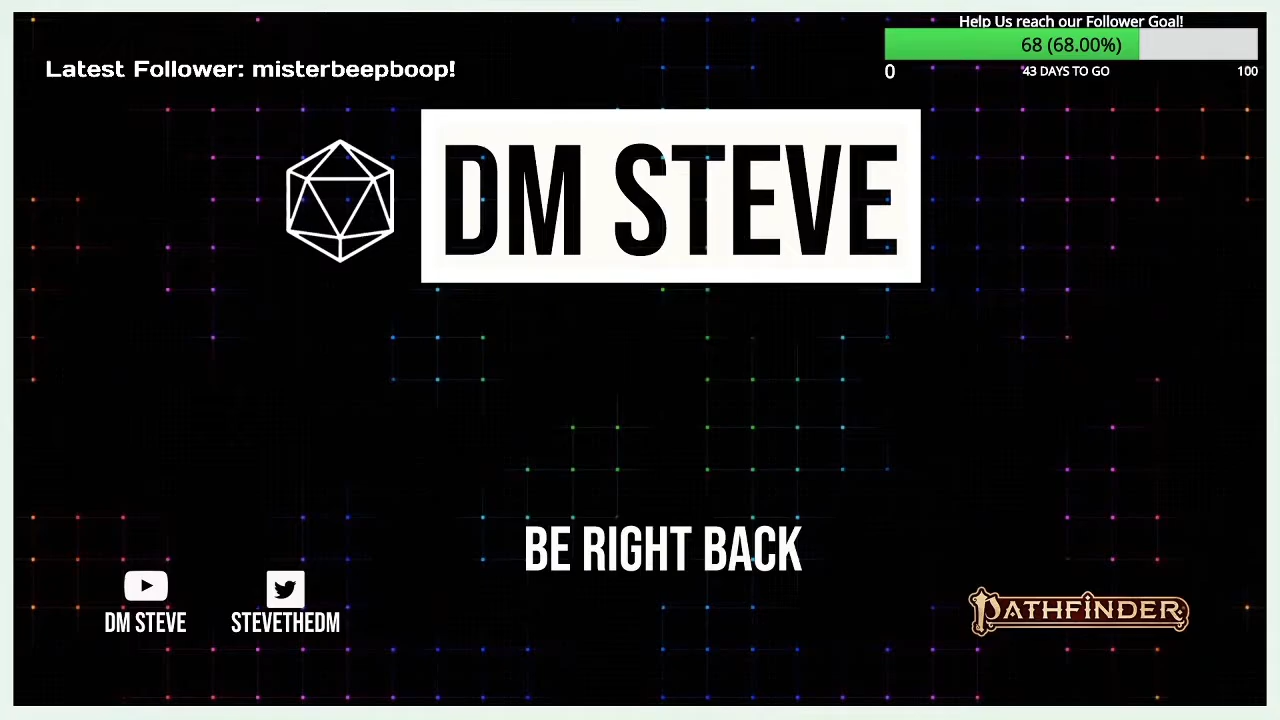 Help Us reach our Follower Goal!
68 (68.00%)
0
43 DAYS TO GO
100
Latest Follower: misterbeepboop!
DM STEVE
BE RIGHT BACK
DM STEVE
STEVETHEDM
PATHFINDER